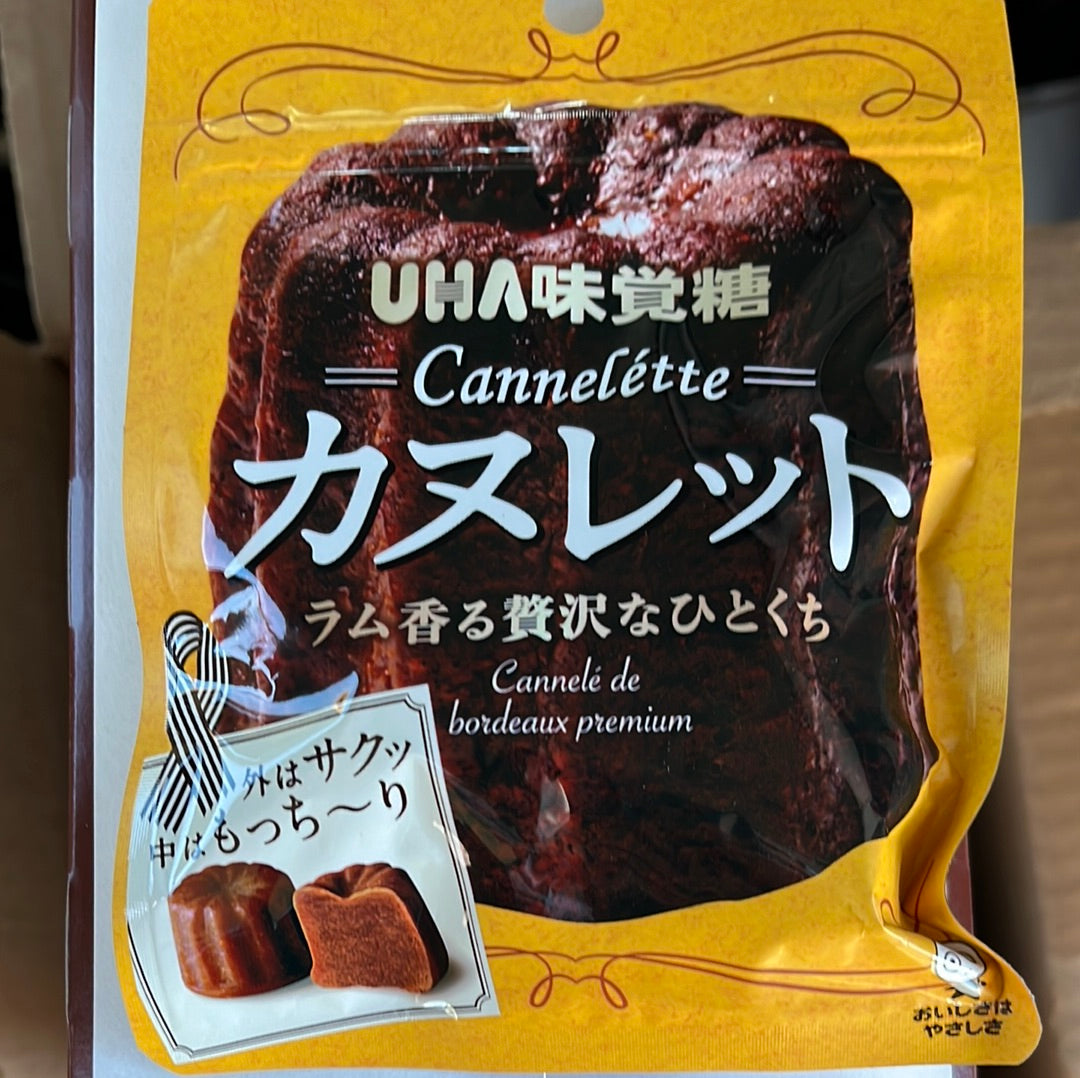 UHA味覚糖
Cannelétte
カヌレット
ラム香る贅沢なひとくち
Cannelé de
bordeaux premium
外はサクッ
中はもっち〜り
おいしさは
やさしさ